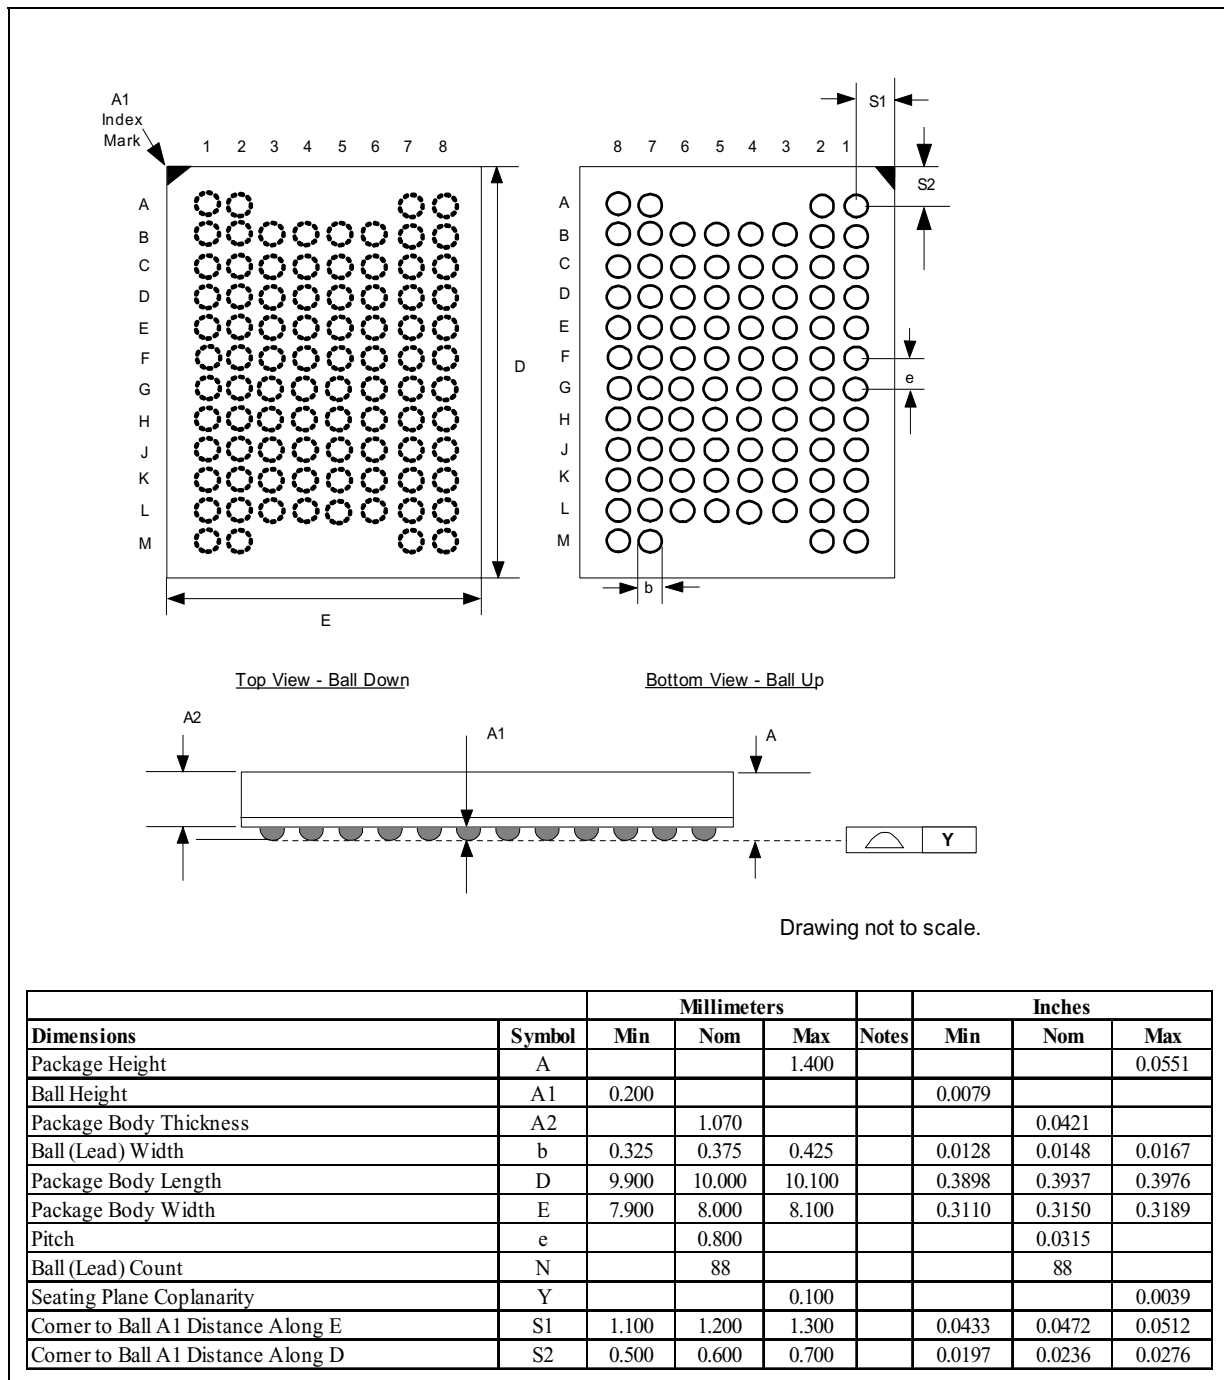 A1
Index
Mark
1 2 3 4 5 6 7 8
A
B
C
D
E
F
G
H
J
K
L
M
D
E
Top View - Ball Down
8 7 6 5 4 3 2 1
S1
S2
A
B
C
D
E
F
G
H
J
K
L
M
e
b
Bottom View - Ball Up
A2
A1
A
Y
Drawing not to scale.
Millimeters Inches
Dimensions Symbol Min Nom Max Notes Min Nom Max
Package Height A 1.400 0.0551
Ball Height A1 0.200 0.0079
Package Body Thickness A2 1.070 0.0421
Ball (Lead) Width b 0.325 0.375 0.425 0.0128 0.0148 0.0167
Package Body Length D 9.900 10.000 10.100 0.3898 0.3937 0.3976
Package Body Width E 7.900 8.000 8.100 0.3110 0.3150 0.3189
Pitch e 0.800 0.0315
Ball (Lead) Count N 88 88
Seating Plane Coplanarity Y 0.100 0.0039
Corner to Ball A1 Distance Along E S1 1.100 1.200 1.300 0.0433 0.0472 0.0512
Corner to Ball A1 Distance Along D S2 0.500 0.600 0.700 0.0197 0.0236 0.0276